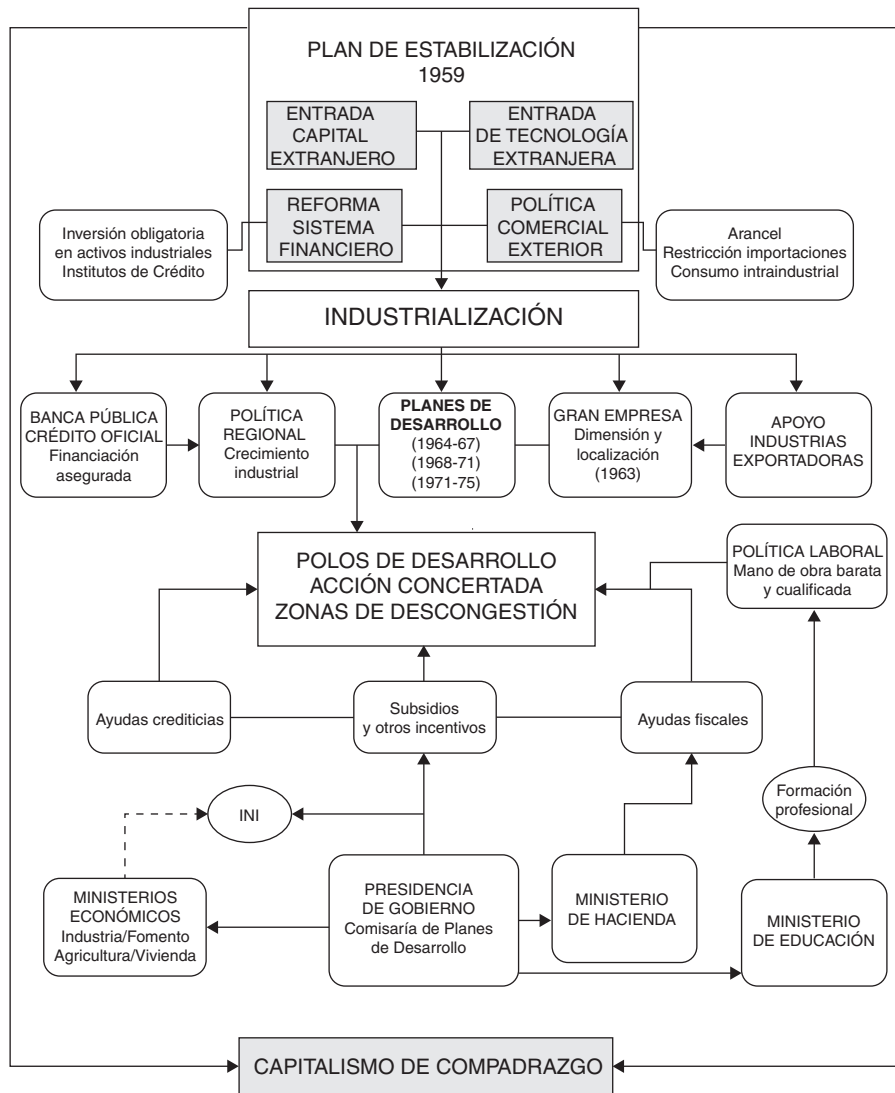 PLAN DE ESTABILIZACIÓN
1959
ENTRADA
CAPITAL
EXTRANJERO
ENTRADA
DE TECNOLOGÍA
EXTRANJERA
REFORMA
SISTEMA
FINANCIERO
POLÍTICA
COMERCIAL
EXTERIOR
Inversión obligatoria
en activos industriales
Institutos de Crédito
Arancel
Restricción importaciones
Consumo intraindustrial
INDUSTRIALIZACIÓN
BANCA PÚBLICA
CRÉDITO OFICIAL
Financiación
asegurada
POLÍTICA
REGIONAL
Crecimiento
industrial
PLANES DE
DESARROLLO
(1964-67)
(1968-71)
(1971-75)
GRAN EMPRESA
Dimensión y
localización
(1963)
APOYO
INDUSTRIAS
EXPORTADORAS
POLOS DE DESARROLLO
ACCIÓN CONCERTADA
ZONAS DE DESCONGESTIÓN
POLÍTICA LABORAL
Mano de obra barata
y cualificada
Ayudas crediticias
Subsidios
y otros incentivos
Ayudas fiscales
INI
Formación
profesional
MINISTERIOS
ECONÓMICOS
Industria/Fomento
Agricultura/Vivienda
PRESIDENCIA
DE GOBIERNO
Comisaría de Planes
de Desarrollo
MINISTERIO
DE HACIENDA
MINISTERIO
DE EDUCACIÓN
CAPITALISMO DE COMPADRAZGO